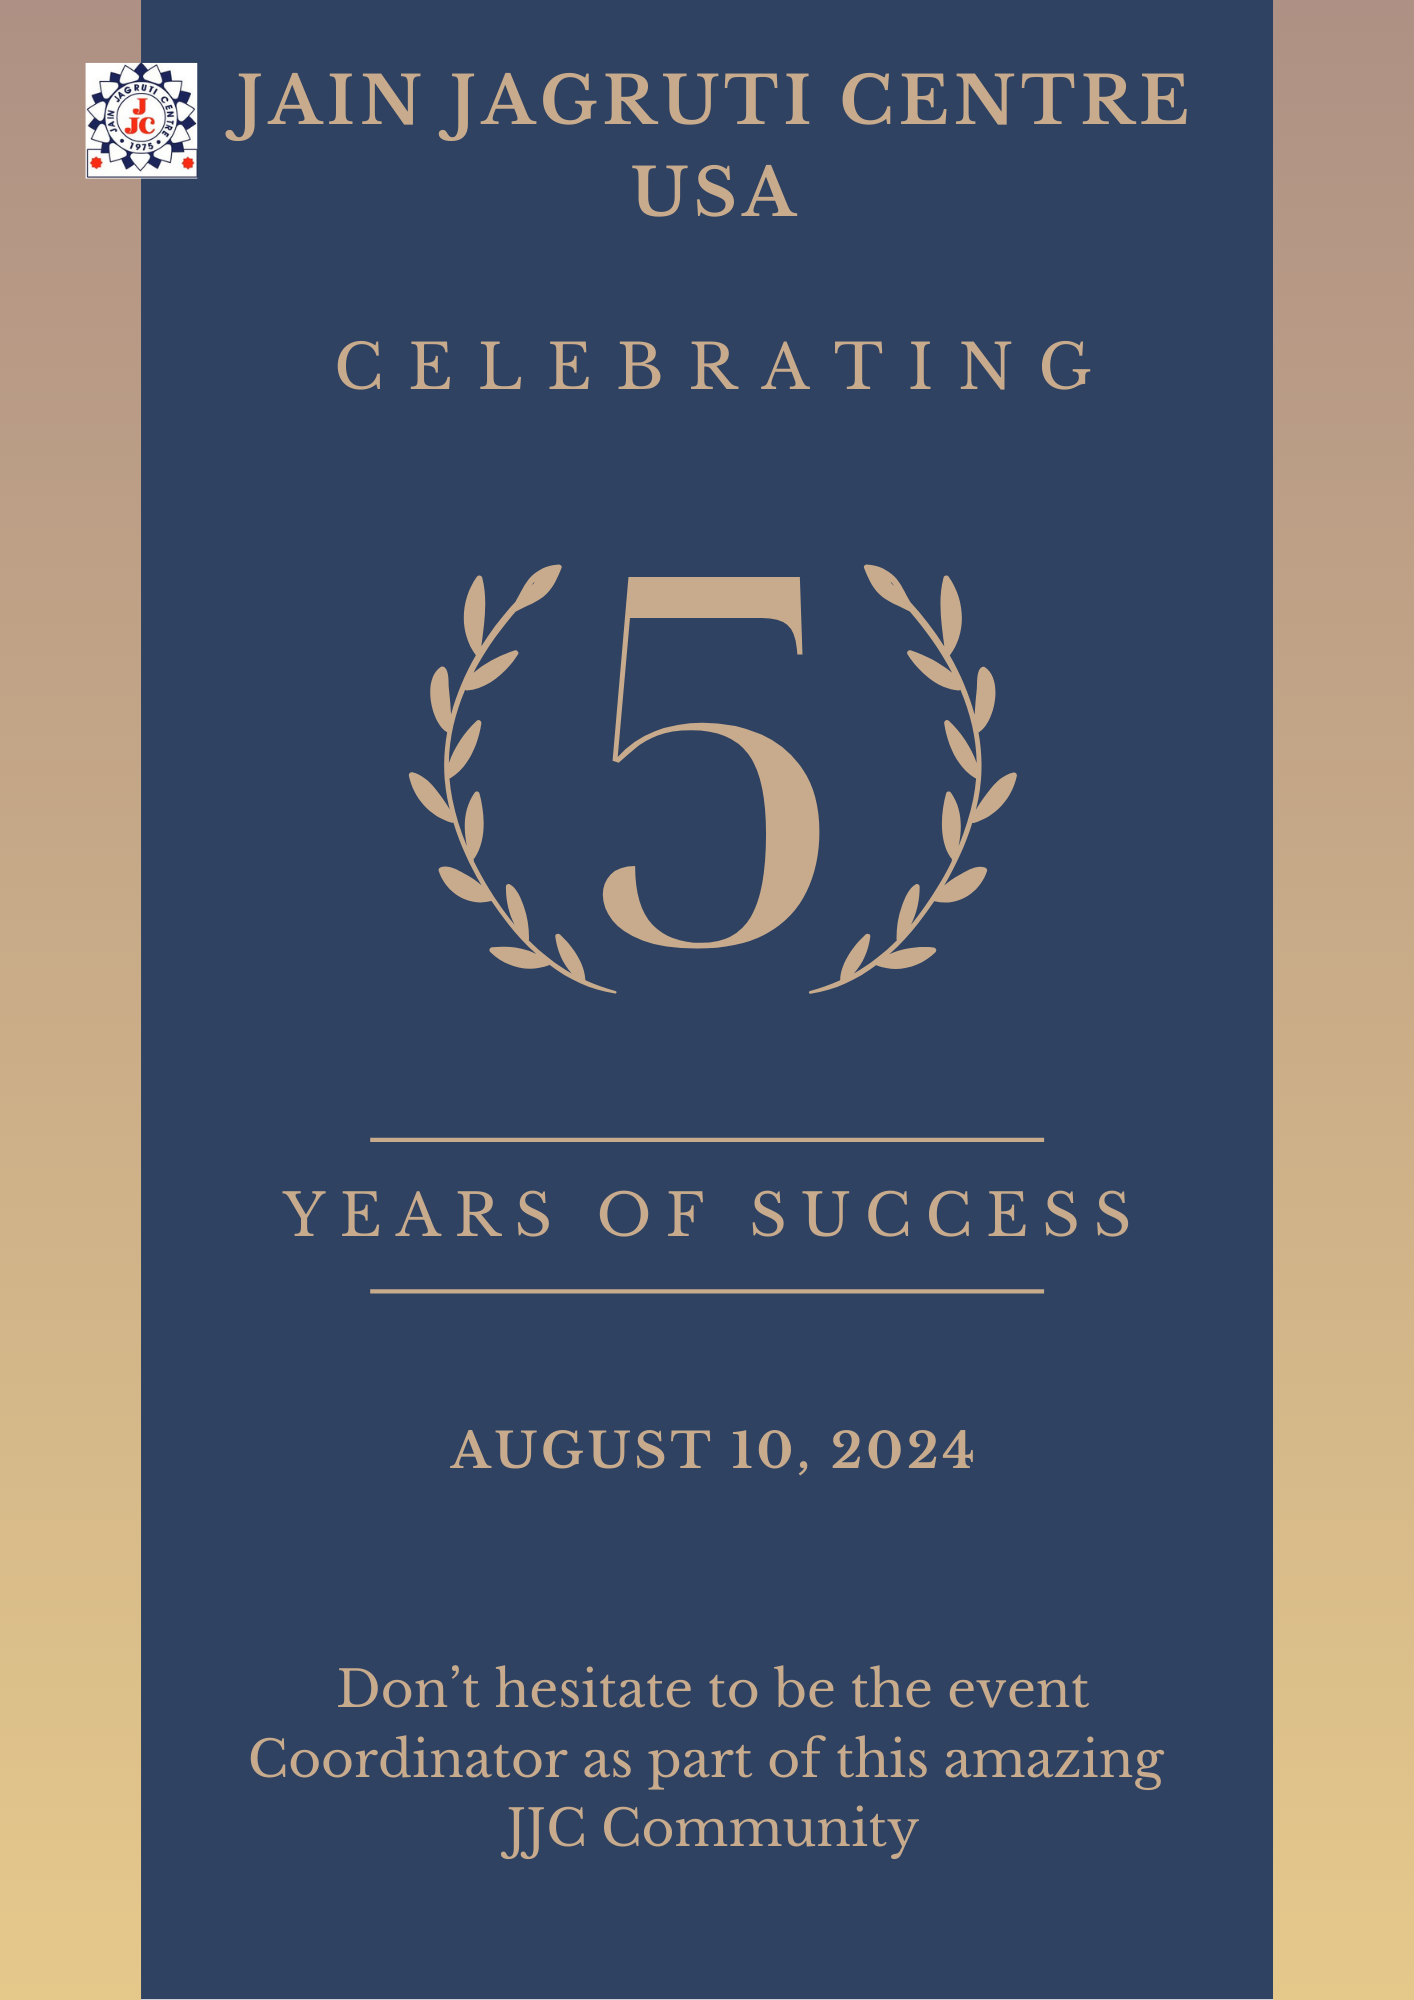 JAIN JAGRUTI CENTRE
J
JC
1975
JAIN JAGRUTI CENTRE
USA
CELEBRATING
5
YEARS OF SUCCESS
AUGUST 10, 2024
Don’t hesitate to be the event
Coordinator as part of this amazing
JJC Community